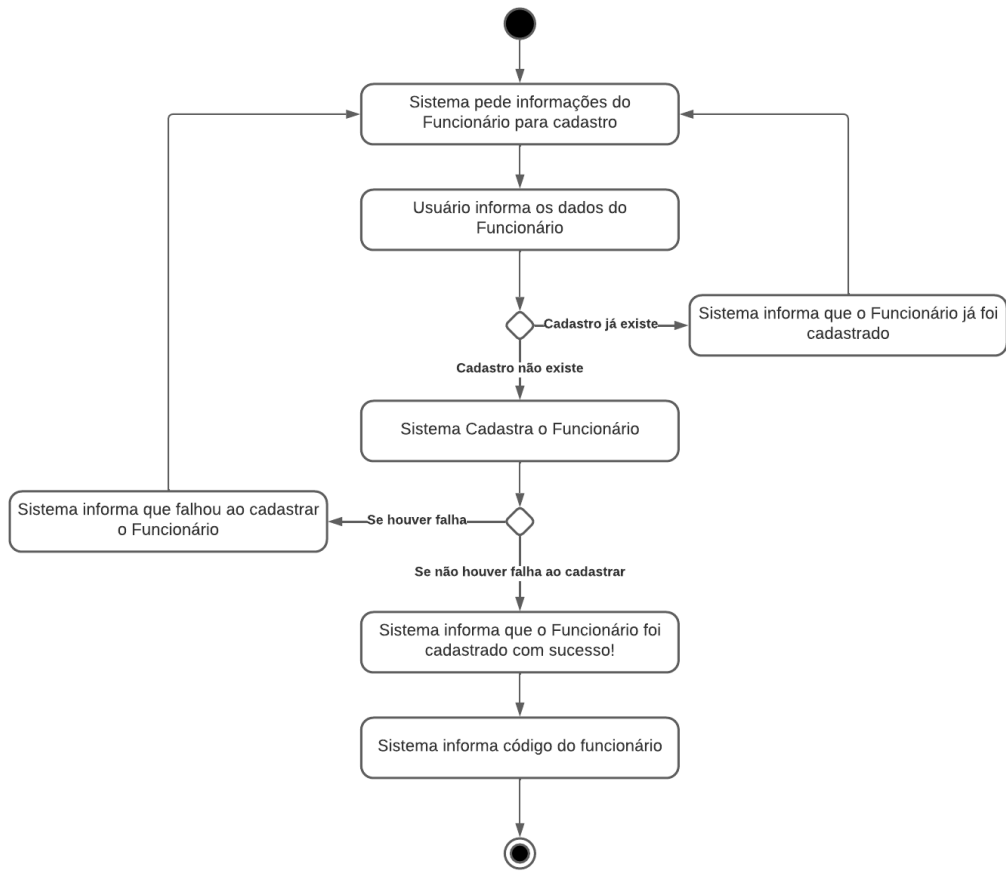 Sistema pede informações do
Funcionário para cadastro
Usuário informa os dados do
Funcionário
Cadastro já existe
Sistema informa que o Funcionário já foi
cadastrado
Cadastro não existe
Sistema Cadastra o Funcionário
Sistema informa que falhou ao cadastrar
o Funcionário
Se houver falha
Se não houver falha ao cadastrar
Sistema informa que o Funcionário foi
cadastrado com sucesso!
Sistema informa código do funcionário